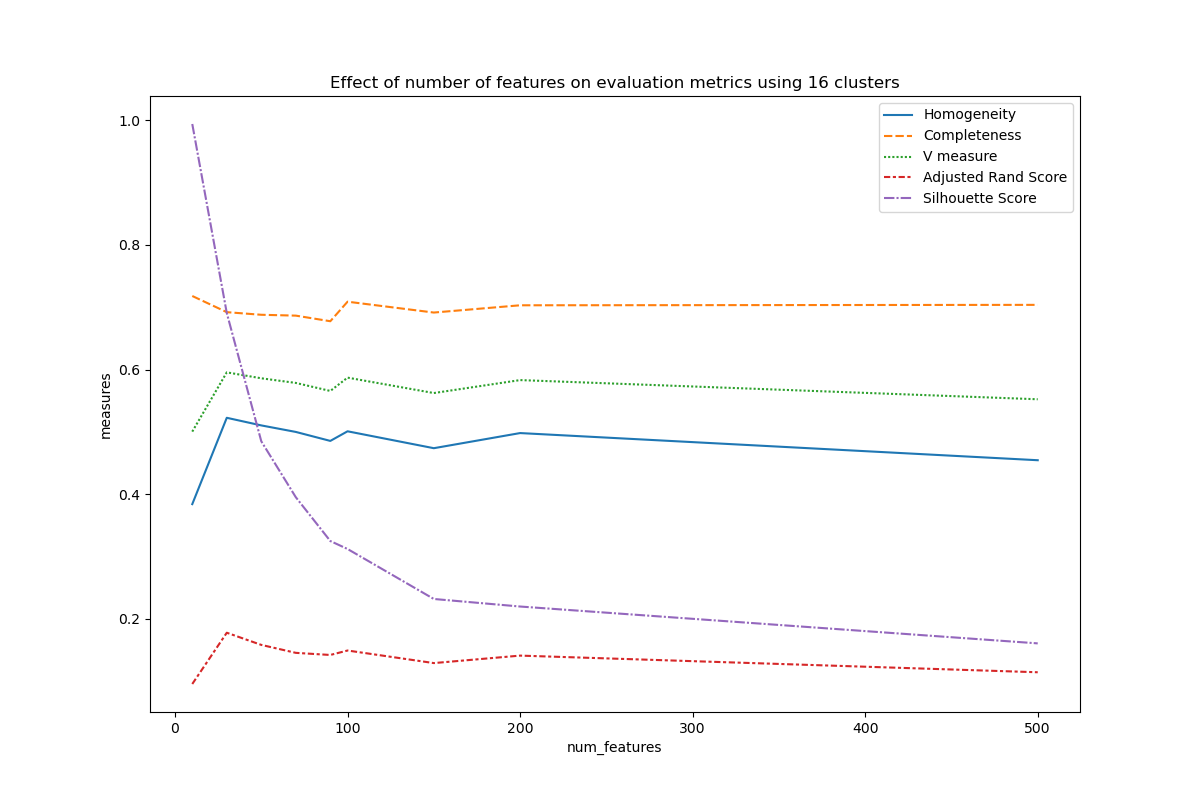 Effect of number of features on evaluation metrics using 16 clusters
Homogeneity
Completeness
V measure
Adjusted Rand Score
Silhouette Score
measures
1.0
0.8
0.6
0.4
0.2
0 100 200 300 400 500
num_features